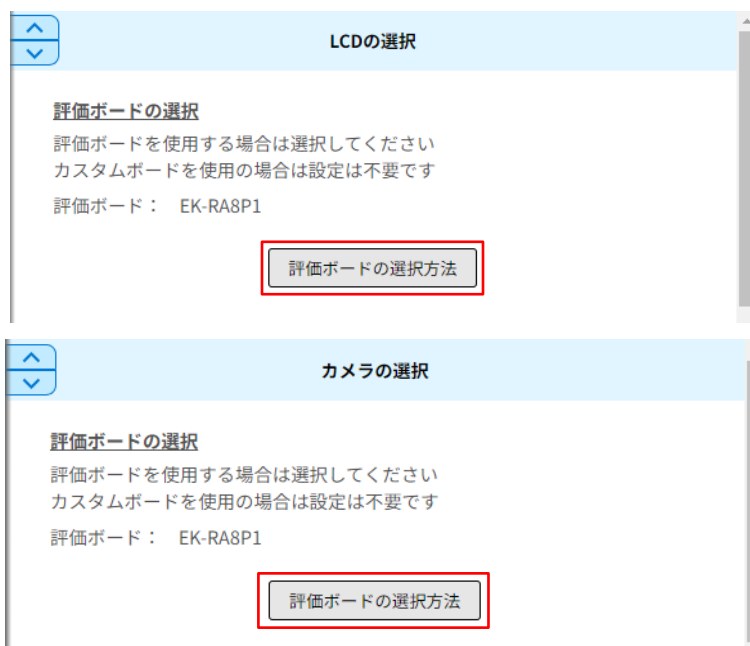 LCDの選択
評価ボードの選択
評価ボードを使用する場合は選択してください
カスタムボードを使用の場合は設定は不要です
評価ボード： EK-RA8P1
評価ボードの選択方法
カメラの選択
評価ボードの選択
評価ボードを使用する場合は選択してください
カスタムボードを使用の場合は設定は不要です
評価ボード： EK-RA8P1
評価ボードの選択方法